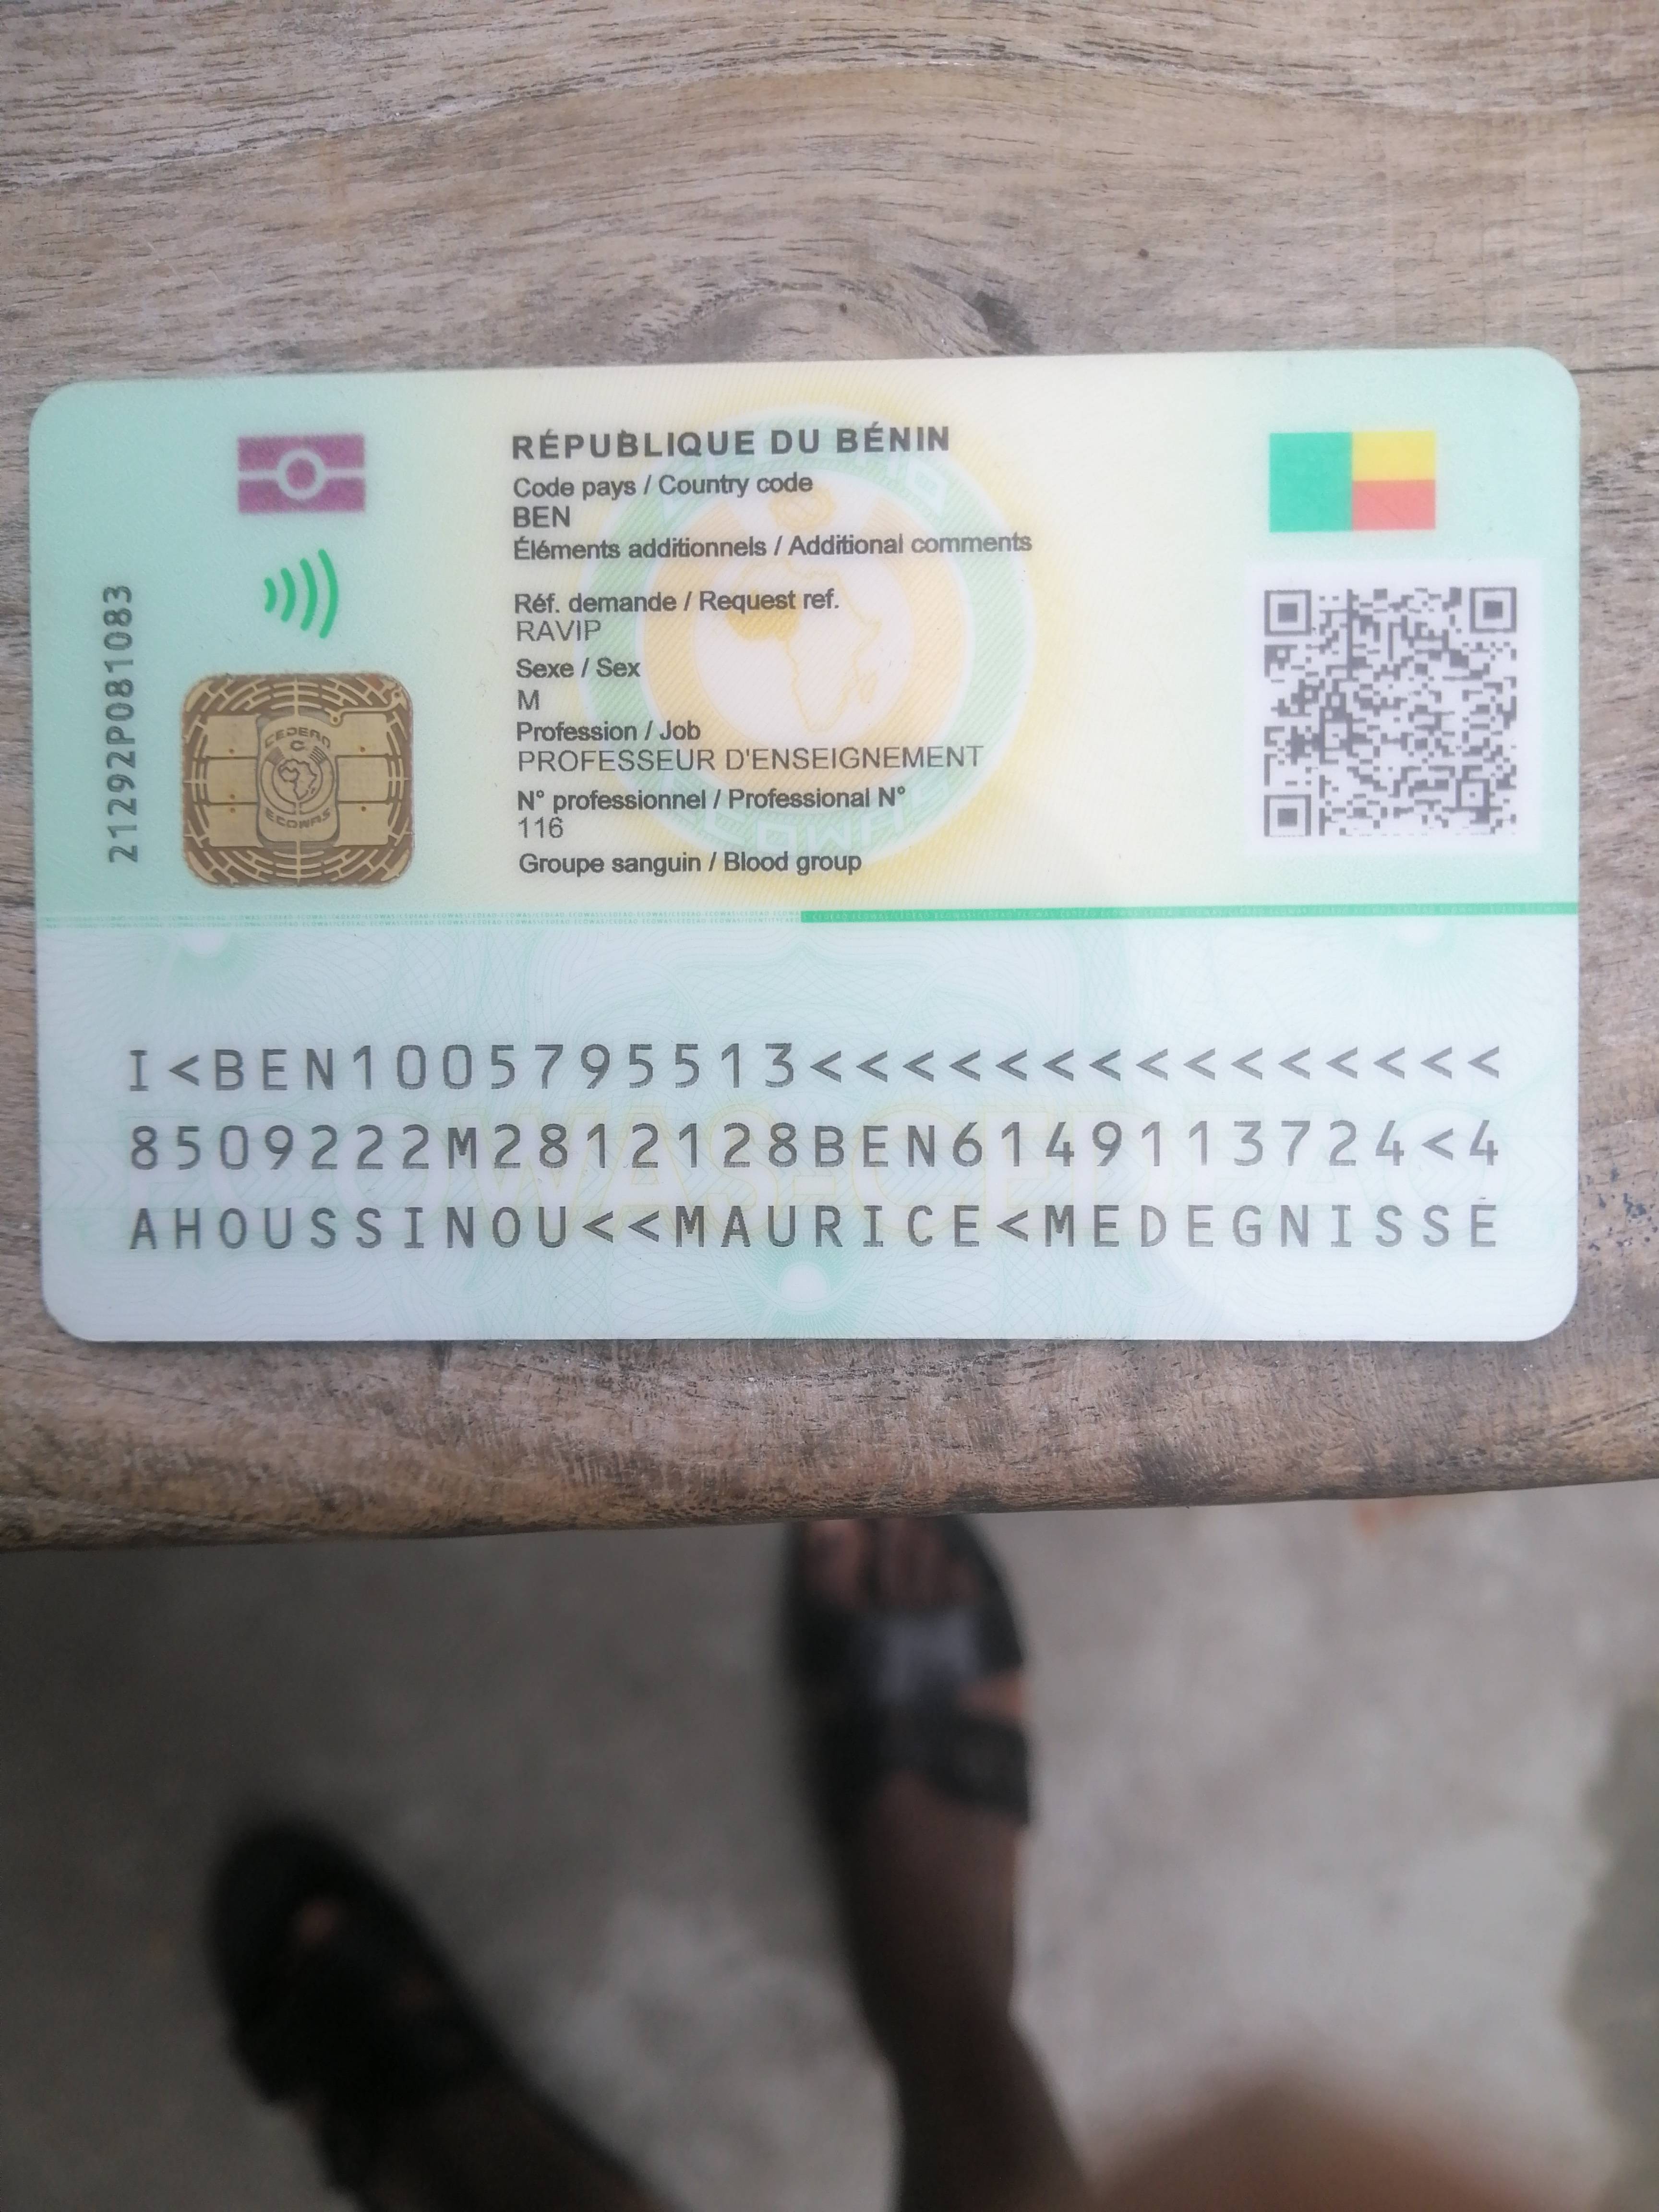 RÉPUBLIQUE DU BÉNIN
Code pays / Country code
BEN
Éléments additionnels / Additional comments
Réf. demande / Request ref.
RAVIP
Sexe / Sex
M
Profession / Job
PROFESSEUR D'ENSEIGNEMENT
N° professionnel / Professional N°
116
Groupe sanguin / Blood group
21292P081083
CEDEAO
ECOWAS
I<BEN1005795513<<<<<<<<<<<<<<<
8509222M2812128BEN6149113724<4
AHOUSSINOU<<MAURICE<MEDEGNISSE
ECOWAS-CEDEAO